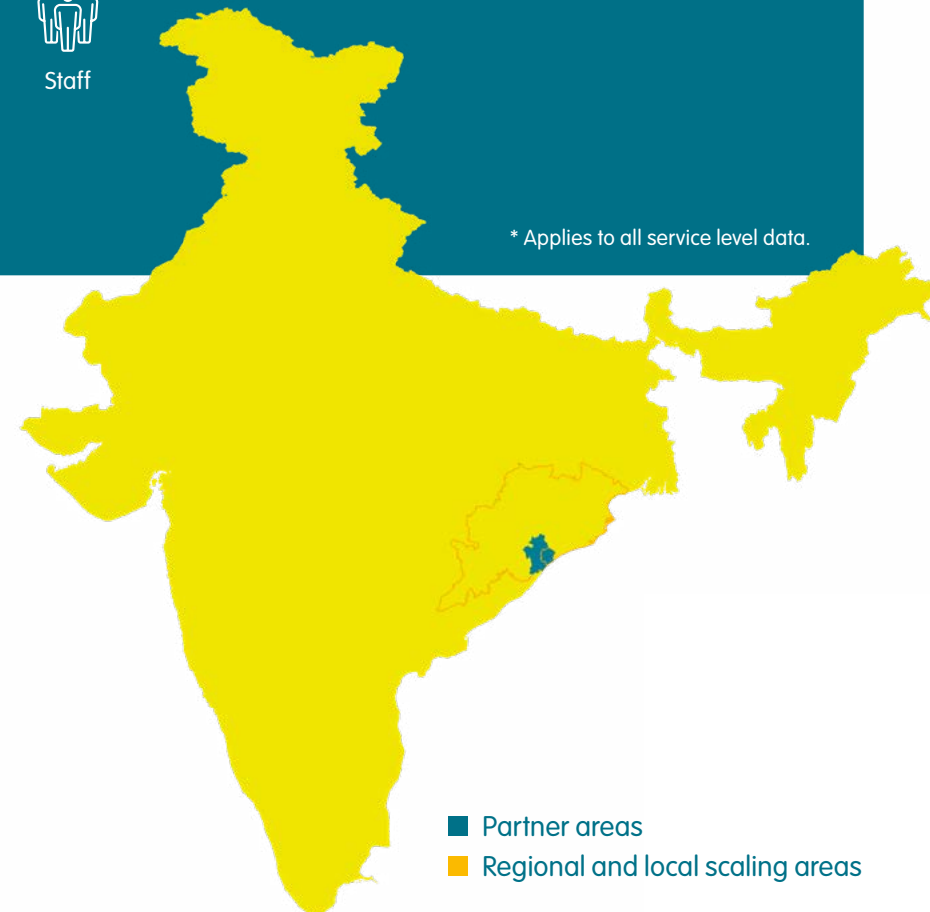 Staff
* Applies to all service level data.
Partner areas
Regional and local scaling areas